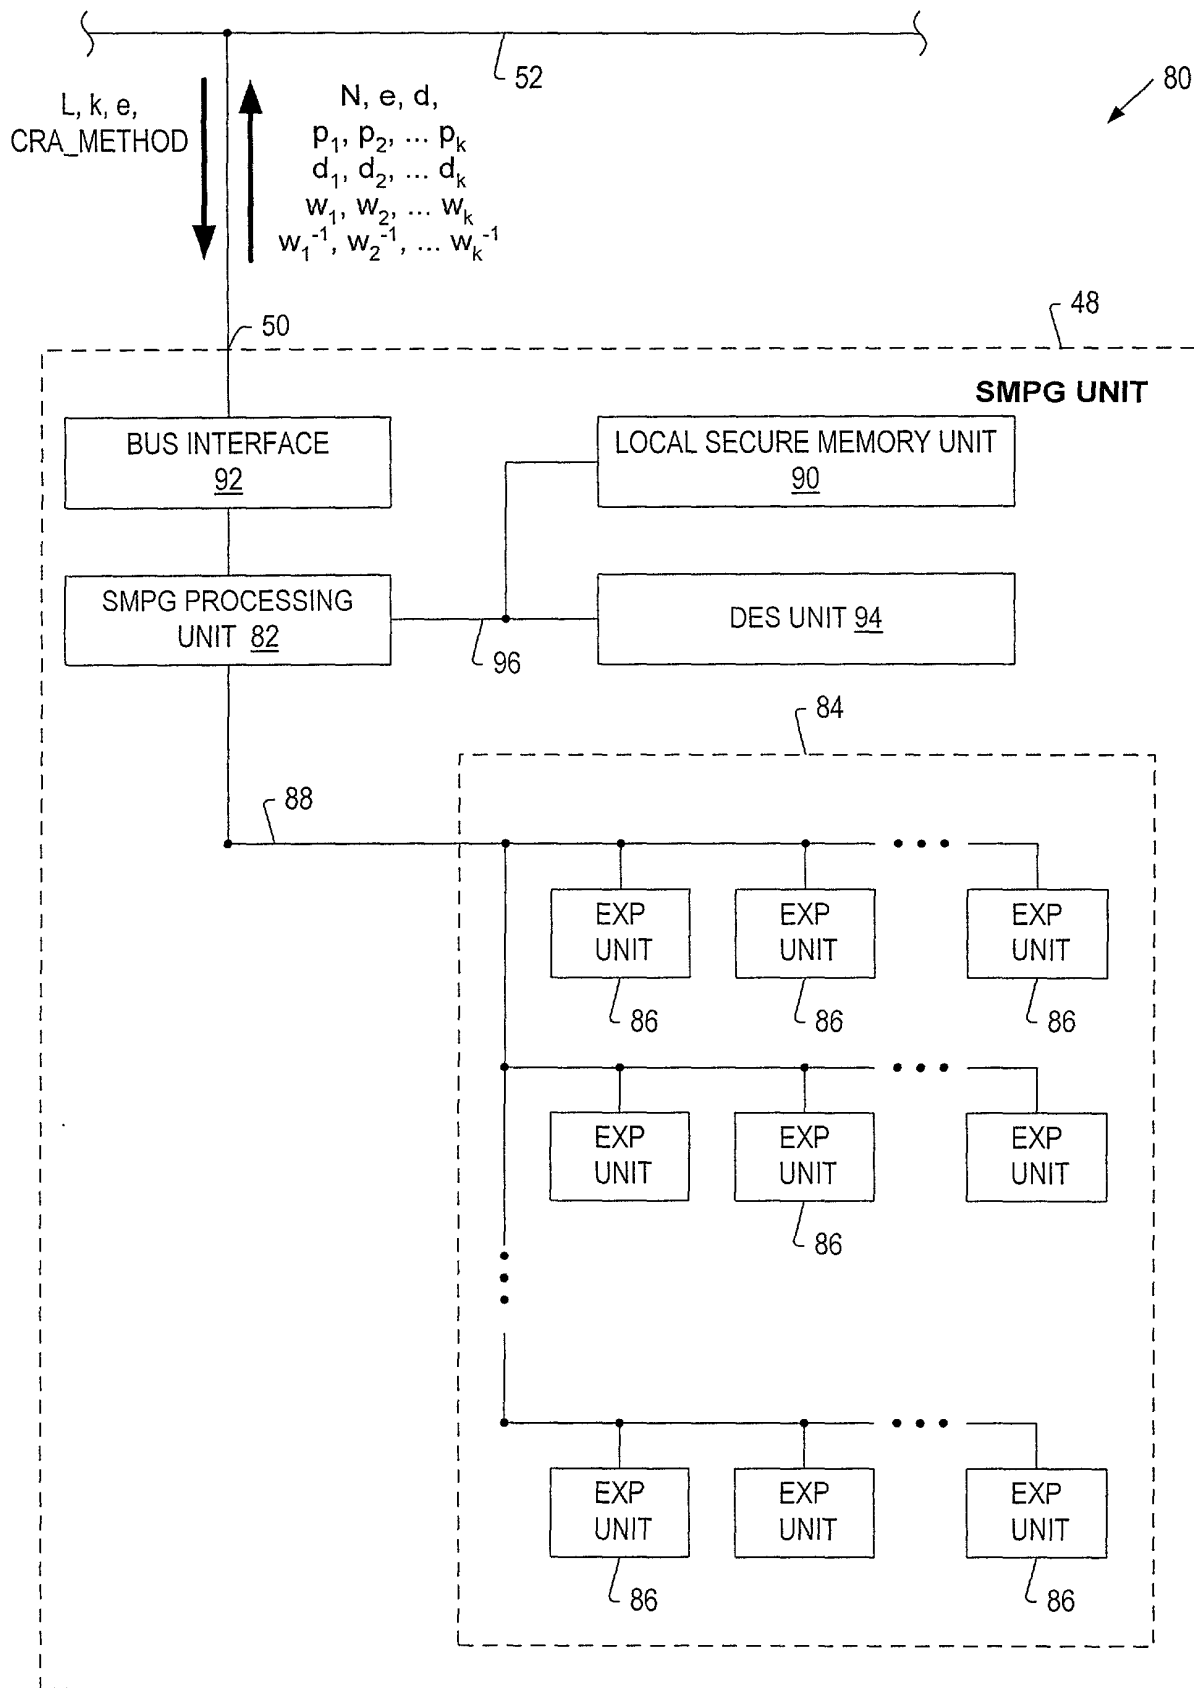 52
80
L, k, e,
CRA_METHOD
N, e, d,
p₁, p₂, ... pₖ
d₁, d₂, ... dₖ
w₁, w₂, ... wₖ
w₁⁻¹, w₂⁻¹, ... wₖ⁻¹
50
48
SMPG UNIT
BUS INTERFACE
92
LOCAL SECURE MEMORY UNIT
90
SMPG PROCESSING
UNIT 82
96
DES UNIT 94
84
88
EXP
UNIT
86
EXP
UNIT
86
EXP
UNIT
86
EXP
UNIT
EXP
UNIT
86
EXP
UNIT
EXP
UNIT
86
EXP
UNIT
EXP
UNIT
86